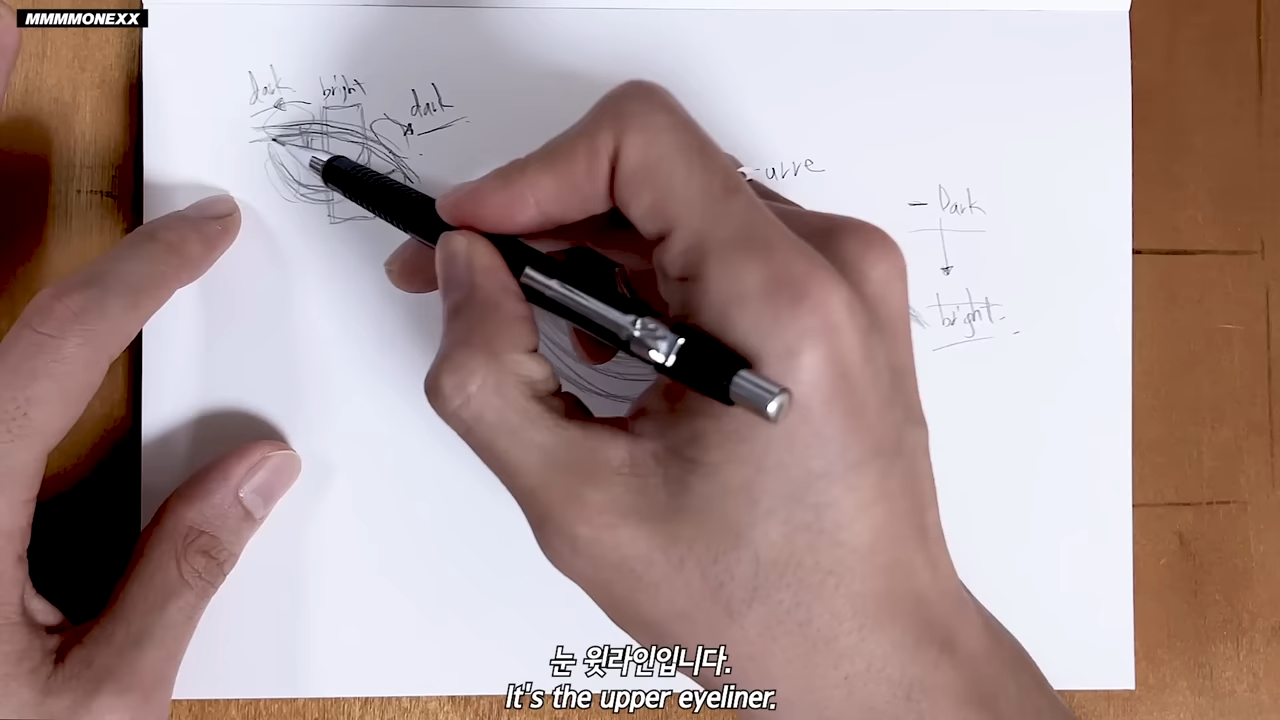 MMMMONEXX
dark
bright
dark
- Dark
bright
눈 윗라인입니다.
It's the upper eyeliner.